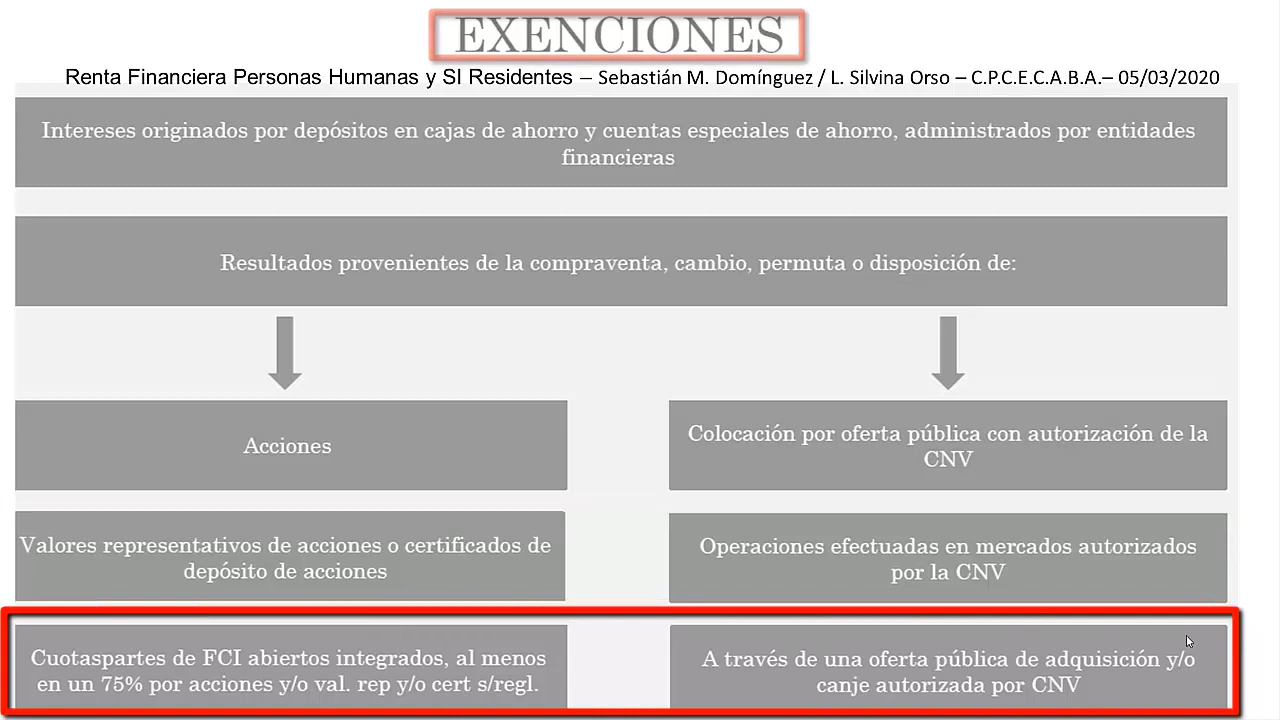 EXENCIONES
Renta Financiera Personas Humanas y SI Residentes – Sebastián M. Domínguez / L. Silvina Orso – C.P.C.E.C.A.B.A.– 05/03/2020
Intereses originados por depósitos en cajas de ahorro y cuentas especiales de ahorro, administrados por entidades
financieras
Resultados provenientes de la compraventa, cambio, permuta o disposición de:
Acciones
Colocación por oferta pública con autorización de la
CNV
Valores representativos de acciones o certificados de
depósito de acciones
Operaciones efectuadas en mercados autorizados
por la CNV
Cuotaspartes de FCI abiertos integrados, al menos
en un 75% por acciones y/o val. rep y/o cert s/regl.
A través de una oferta pública de adquisición y/o
canje autorizada por CNV